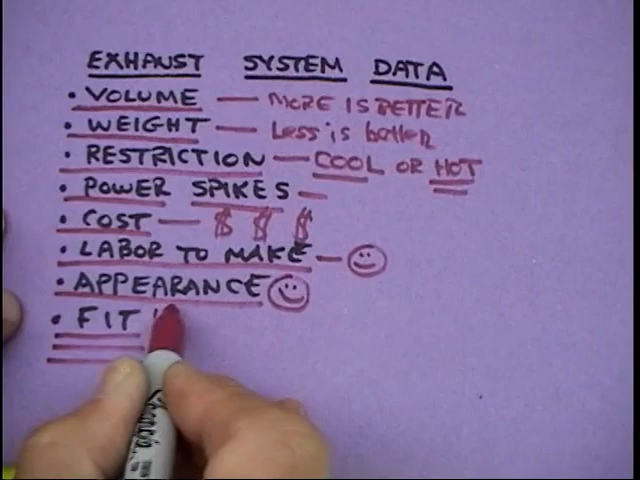 EXHAUST SYSTEM DATA
• VOLUME — MORE IS BETTER
• WEIGHT — Less is better
• RESTRICTION — COOL OR HOT
• POWER SPIKES —
• COST — $ $ $
• LABOR TO MAKE —
• APPEARANCE
• FIT
Sharpie